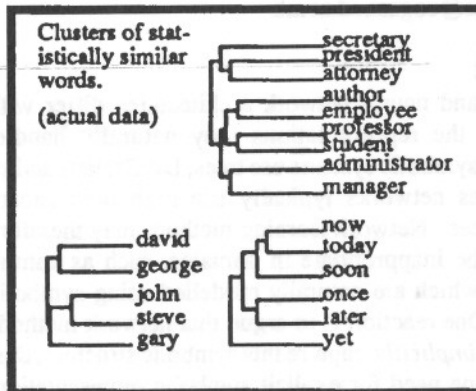 Clusters of stat-
istically similar
words.
(actual data)
secretary
president
attorney
author
employee
professor
student
administrator
manager
david
george
john
steve
gary
now
today
soon
once
later
yet